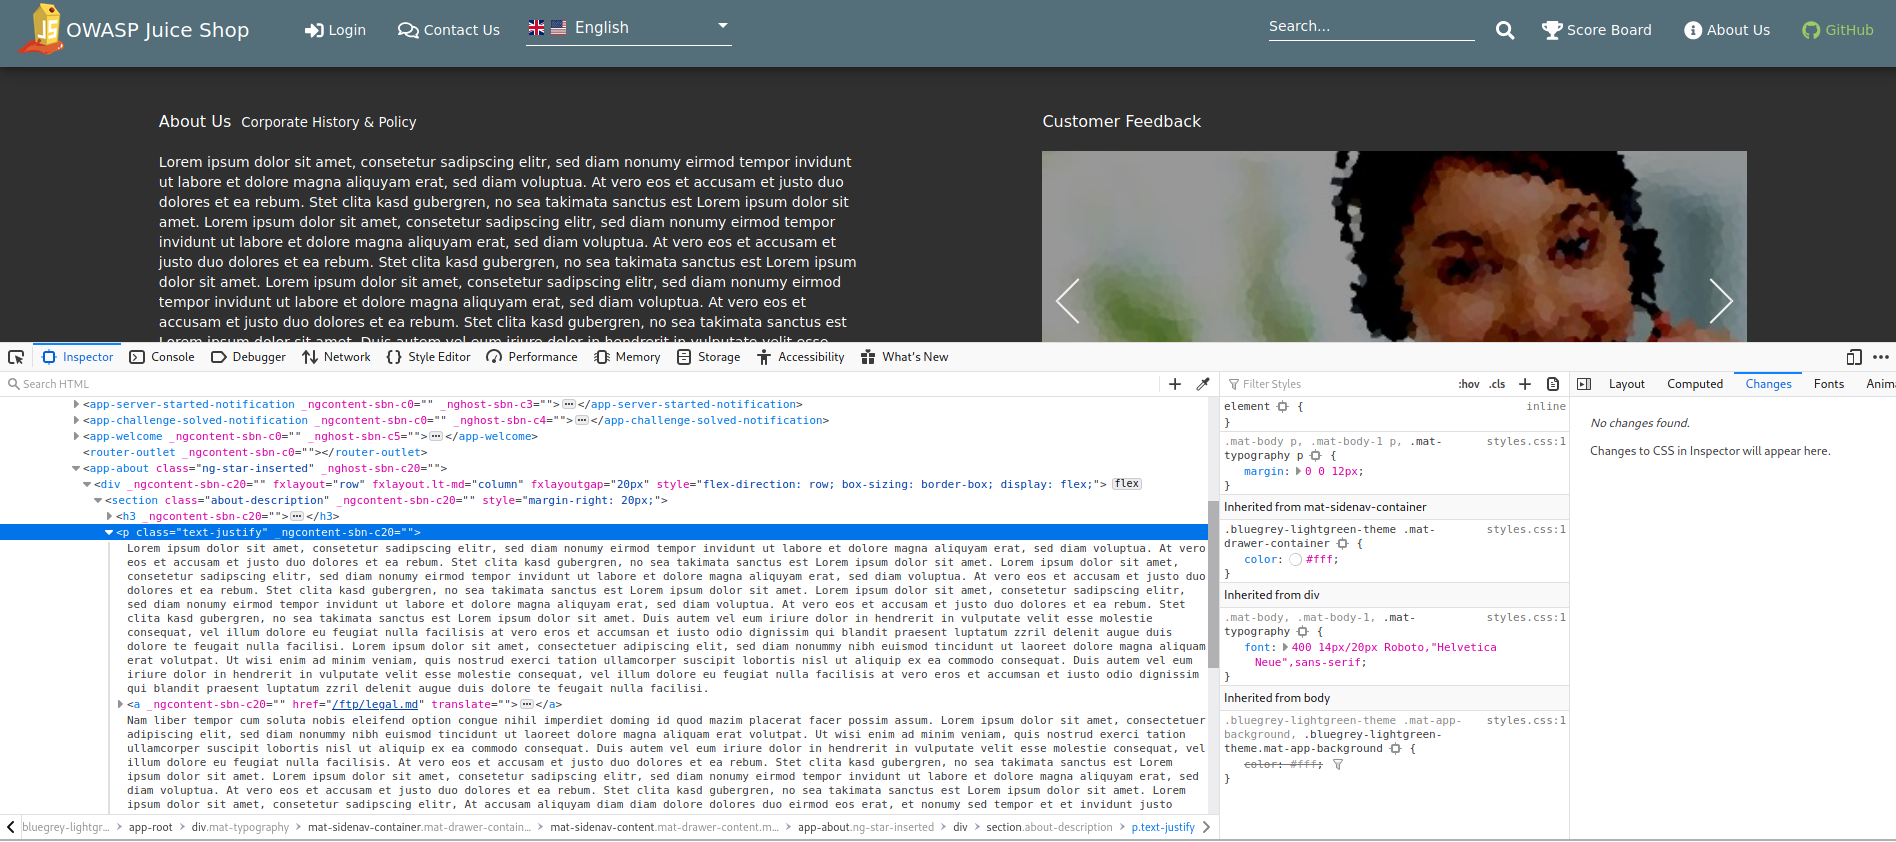 OWASP Juice Shop
Login
Contact Us
English
Search...
Score Board
About Us
GitHub
About Us Corporate History & Policy
Lorem ipsum dolor sit amet, consetetur sadipscing elitr, sed diam nonumy eirmod tempor invidunt
ut labore et dolore magna aliquyam erat, sed diam voluptua. At vero eos et accusam et justo duo
dolores et ea rebum. Stet clita kasd gubergren, no sea takimata sanctus est Lorem ipsum dolor sit
amet. Lorem ipsum dolor sit amet, consetetur sadipscing elitr, sed diam nonumy eirmod tempor
invidunt ut labore et dolore magna aliquyam erat, sed diam voluptua. At vero eos et accusam et
justo duo dolores et ea rebum. Stet clita kasd gubergren, no sea takimata sanctus est Lorem ipsum
dolor sit amet. Lorem ipsum dolor sit amet, consetetur sadipscing elitr, sed diam nonumy eirmod
tempor invidunt ut labore et dolore magna aliquyam erat, sed diam voluptua. At vero eos et
accusam et justo duo dolores et ea rebum. Stet clita kasd gubergren, no sea takimata sanctus est
Lorem ipsum dolor sit amet. Duis autem vel eum iriure dolor in hendrerit in vulputate velit esse
Customer Feedback
Inspector
Console
Debugger
Network
Style Editor
Performance
Memory
Storage
Accessibility
What's New
Search HTML
<app-server-started-notification _ngcontent-sbn-c0="" _nghost-sbn-c3="">…</app-server-started-notification>
<app-challenge-solved-notification _ngcontent-sbn-c0="" _nghost-sbn-c4="">…</app-challenge-solved-notification>
<app-welcome _ngcontent-sbn-c0="" _nghost-sbn-c5="">…</app-welcome>
<router-outlet _ngcontent-sbn-c0=""></router-outlet>
<app-about class="ng-star-inserted" _nghost-sbn-c20="">
<div _ngcontent-sbn-c20="" fxlayout="row" fxlayout.lt-md="column" fxlayoutgap="20px" style="flex-direction: row; box-sizing: border-box; display: flex;"> flex
<section class="about-description" _ngcontent-sbn-c20="" style="margin-right: 20px;">
<h3 _ngcontent-sbn-c20="">…</h3>
<p class="text-justify" _ngcontent-sbn-c20="">
Lorem ipsum dolor sit amet, consetetur sadipscing elitr, sed diam nonumy eirmod tempor invidunt ut labore et dolore magna aliquyam erat, sed diam voluptua. At vero
eos et accusam et justo duo dolores et ea rebum. Stet clita kasd gubergren, no sea takimata sanctus est Lorem ipsum dolor sit amet. Lorem ipsum dolor sit amet,
consetetur sadipscing elitr, sed diam nonumy eirmod tempor invidunt ut labore et dolore magna aliquyam erat, sed diam voluptua. At vero eos et accusam et justo duo
dolores et ea rebum. Stet clita kasd gubergren, no sea takimata sanctus est Lorem ipsum dolor sit amet. Lorem ipsum dolor sit amet, consetetur sadipscing elitr,
sed diam nonumy eirmod tempor invidunt ut labore et dolore magna aliquyam erat, sed diam voluptua. At vero eos et accusam et justo duo dolores et ea rebum. Stet
clita kasd gubergren, no sea takimata sanctus est Lorem ipsum dolor sit amet. Duis autem vel eum iriure dolor in hendrerit in vulputate velit esse molestie
consequat, vel illum dolore eu feugiat nulla facilisis at vero eros et accumsan et iusto odio dignissim qui blandit praesent luptatum zzril delenit augue duis
dolore te feugait nulla facilisi. Lorem ipsum dolor sit amet, consectetuer adipiscing elit, sed diam nonummy nibh euismod tincidunt ut laoreet dolore magna aliquam
erat volutpat. Ut wisi enim ad minim veniam, quis nostrud exerci tation ullamcorper suscipit lobortis nisl ut aliquip ex ea commodo consequat. Duis autem vel eum
iriure dolor in hendrerit in vulputate velit esse molestie consequat, vel illum dolore eu feugiat nulla facilisis at vero eros et accumsan et iusto odio dignissim
qui blandit praesent luptatum zzril delenit augue duis dolore te feugait nulla facilisi.
<a _ngcontent-sbn-c20="" href="/ftp/legal.md" translate="">…</a>
Nam liber tempor cum soluta nobis eleifend option congue nihil imperdiet doming id quod mazim placerat facer possim assum. Lorem ipsum dolor sit amet, consectetuer
adipiscing elit, sed diam nonummy nibh euismod tincidunt ut laoreet dolore magna aliquam erat volutpat. Ut wisi enim ad minim veniam, quis nostrud exerci tation
ullamcorper suscipit lobortis nisl ut aliquip ex ea commodo consequat. Duis autem vel eum iriure dolor in hendrerit in vulputate velit esse molestie consequat, vel
illum dolore eu feugiat nulla facilisis. At vero eos et accusam et justo duo dolores et ea rebum. Stet clita kasd gubergren, no sea takimata sanctus est Lorem
ipsum dolor sit amet. Lorem ipsum dolor sit amet, consetetur sadipscing elitr, sed diam nonumy eirmod tempor invidunt ut labore et dolore magna aliquyam erat, sed
diam voluptua. At vero eos et accusam et justo duo dolores et ea rebum. Stet clita kasd gubergren, no sea takimata sanctus est Lorem ipsum dolor sit amet. Lorem
ipsum dolor sit amet, consetetur sadipscing elitr, At accusam aliquyam diam diam dolore dolores duo eirmod eos erat, et nonumy sed tempor et et invidunt justo
bluegrey-lightgr... > app-root > div.mat-typography > mat-sidenav-container.mat-drawer-contain... > mat-sidenav-content.mat-drawer-content.m... > app-about.ng-star-inserted > div > section.about-description > p.text-justify
Filter Styles
:hov .cls
element { inline
}
.mat-body p, .mat-body-1 p, .mat- styles.css:1
typography p {
margin: 0 0 12px;
}
Inherited from mat-sidenav-container
.bluegrey-lightgreen-theme .mat- styles.css:1
drawer-container {
color: #fff;
}
Inherited from div
.mat-body, .mat-body-1, .mat- styles.css:1
typography {
font: 400 14px/20px Roboto,"Helvetica
Neue",sans-serif;
}
Inherited from body
.bluegrey-lightgreen-theme .mat-app- styles.css:1
background, .bluegrey-lightgreen-
theme.mat-app-background {
color: #fff;
}
Layout
Computed
Changes
Fonts
Anima
No changes found.
Changes to CSS in Inspector will appear here.